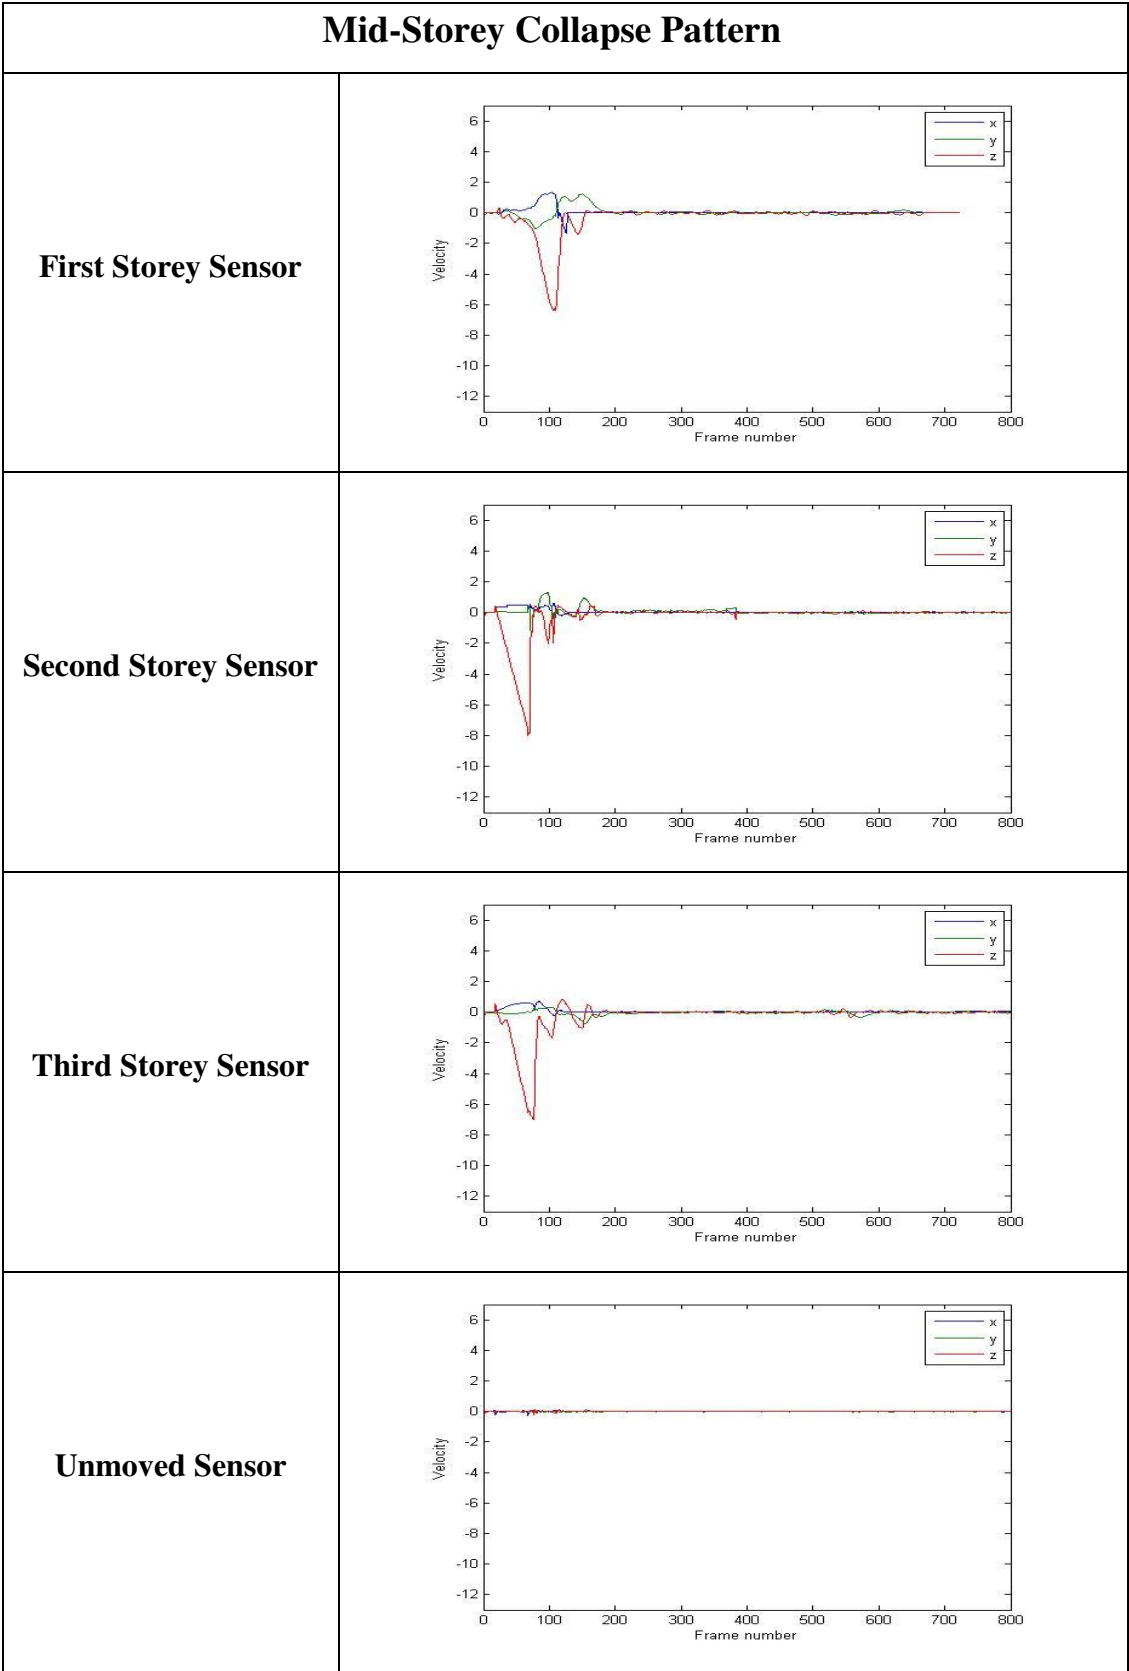 Mid-Storey Collapse Pattern
First Storey Sensor
6
4
2
0
-2
-4
-6
-8
-10
-12
Velocity
x
y
z
0 100 200 300 400 500 600 700 800
Frame number
Second Storey Sensor
6
4
2
0
-2
-4
-6
-8
-10
-12
Velocity
x
y
z
0 100 200 300 400 500 600 700 800
Frame number
Third Storey Sensor
6
4
2
0
-2
-4
-6
-8
-10
-12
Velocity
x
y
z
0 100 200 300 400 500 600 700 800
Frame number
Unmoved Sensor
6
4
2
0
-2
-4
-6
-8
-10
-12
Velocity
x
y
z
0 100 200 300 400 500 600 700 800
Frame number